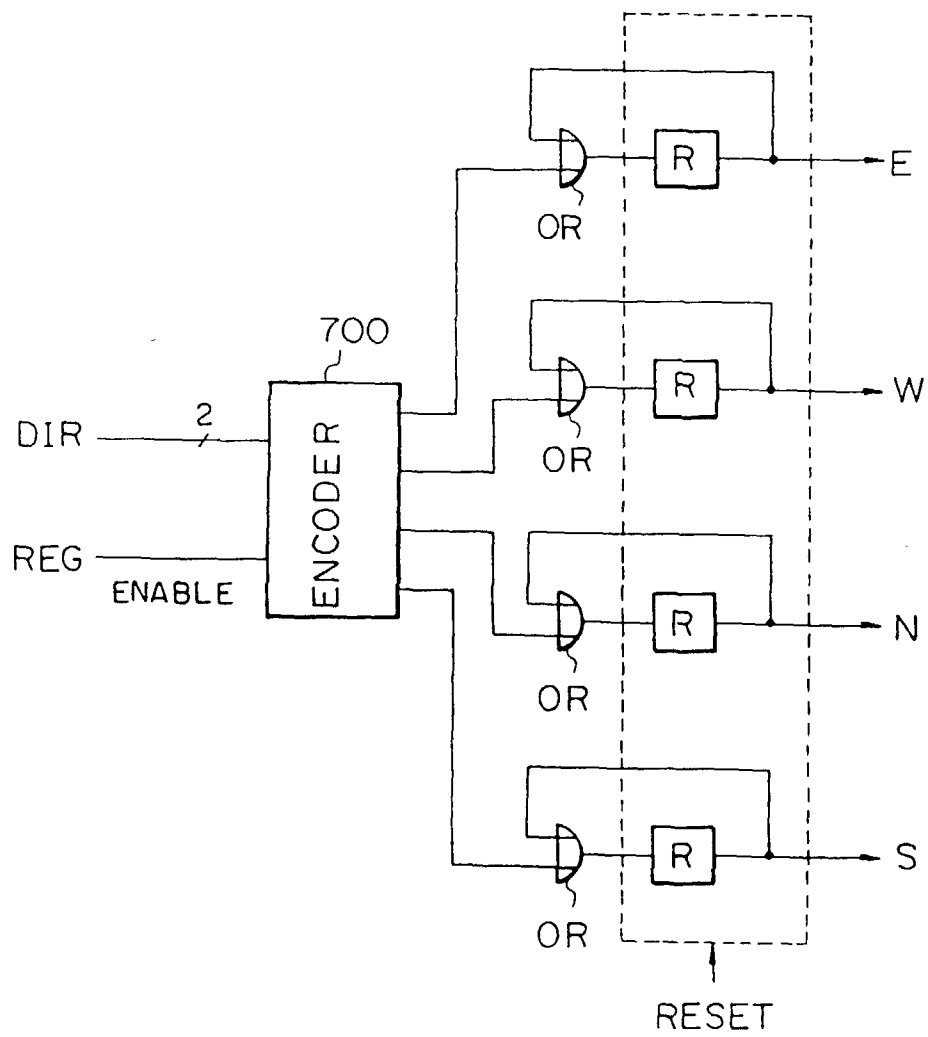 R
E
OR
700
R
W
2
DIR
ENCODER
OR
REG
ENABLE
R
N
OR
R
S
OR
RESET